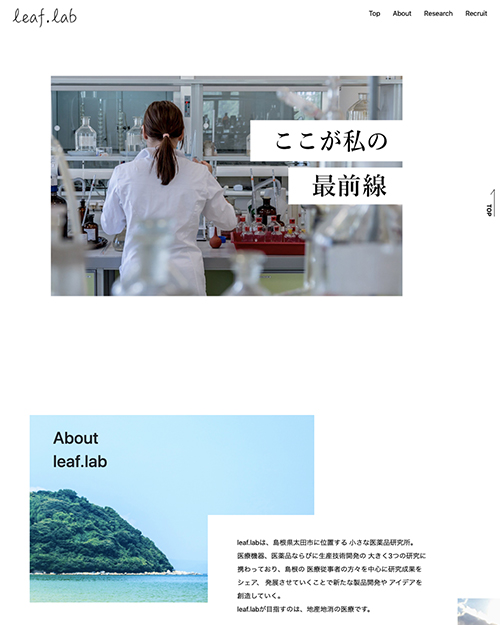 leaf.lab
Top About Research Recruit
ここが私の
最前線
TOP
About
leaf.lab
leaf.labは、島根県太田市に位置する 小さな医薬品研究所。
医療機器、医薬品ならびに生産技術開発の 大きく3つの研究に
携わっており、島根の 医療従事者の方々を中心に研究成果を
シェア、 発展させていくことで新たな製品開発や アイデアを
創造していく。
leaf.labが目指すのは、地産地消の医療です。